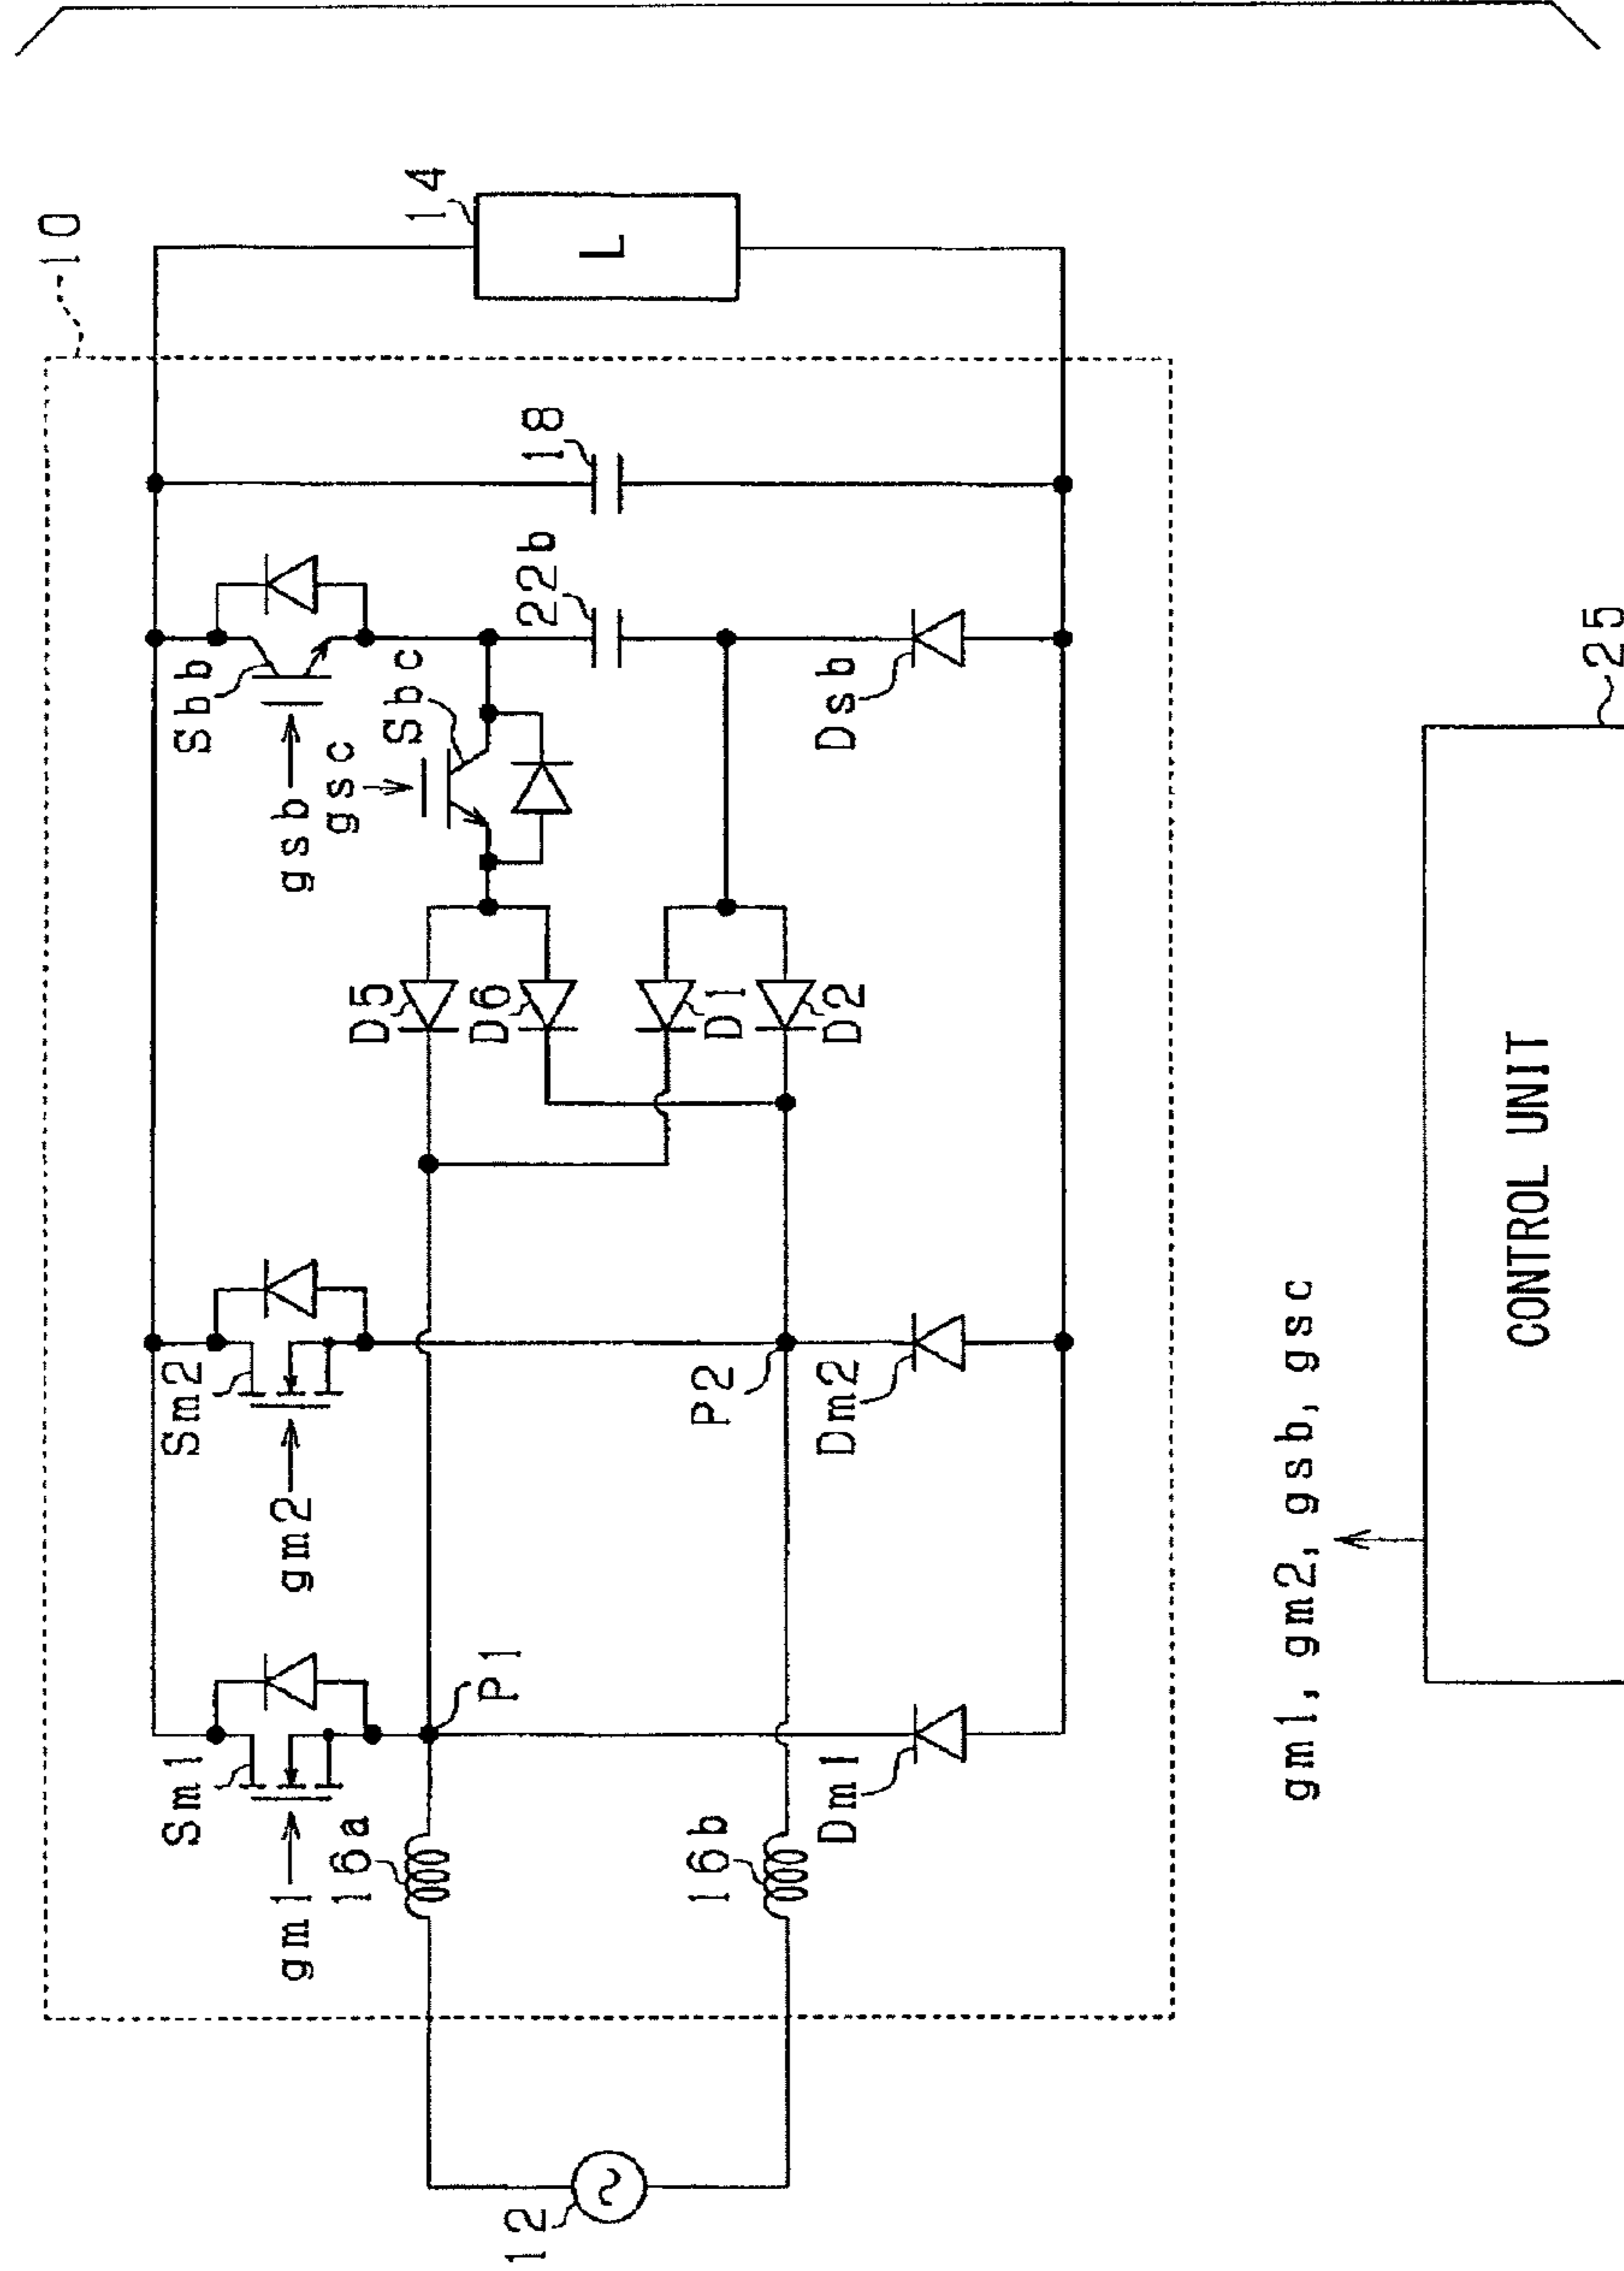 10
14
L
18
22b
Sbb
gsb
gsc
Sbc
Dsb
D5
D6
D1
D2
Sm2
gm2
P2
Dm2
Sm1
gm1
P1
Dm1
16a
16b
12
gm1, gm2, gsb, gsc
25
CONTROL UNIT